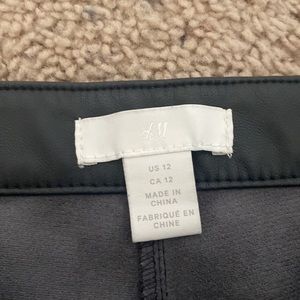 H&M
US 12
CA 12
MADE IN
CHINA
FABRIQUÉ EN
CHINE